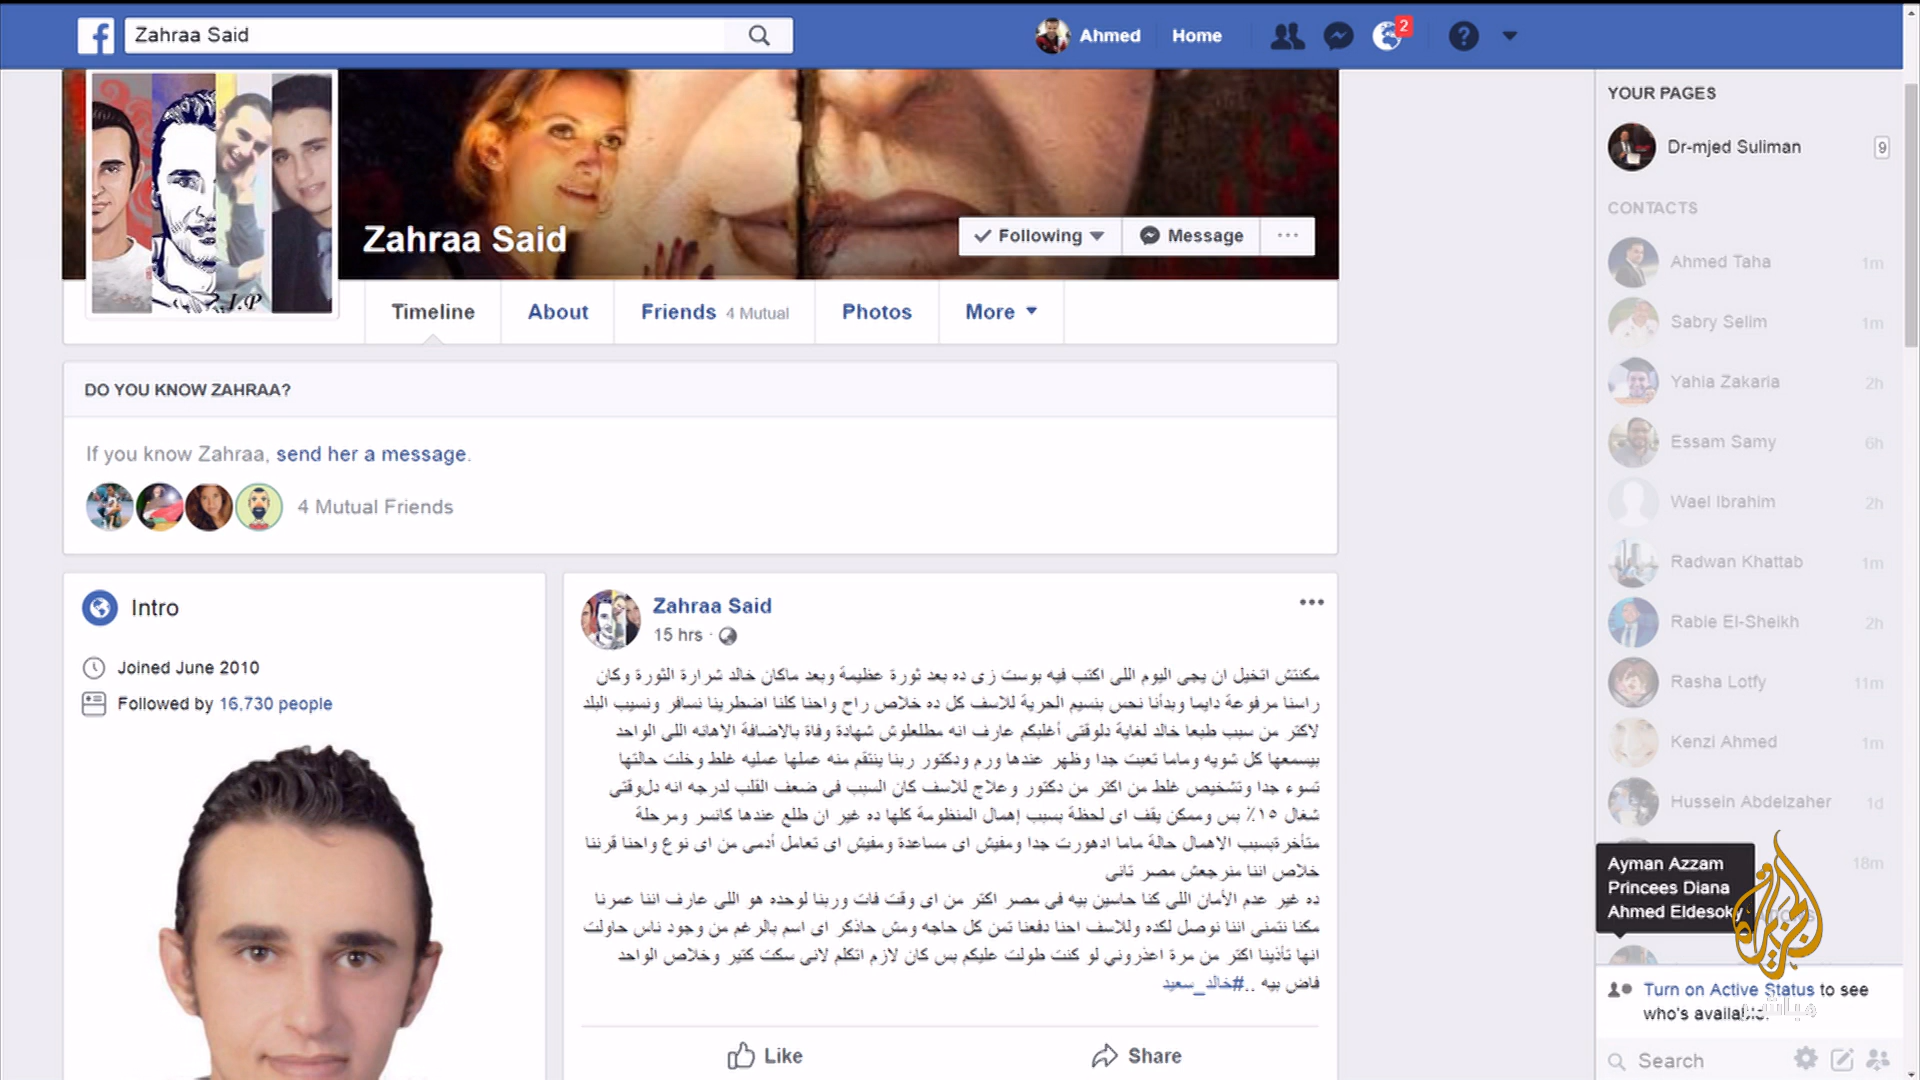 Zahraa Said
Ahmed
Home
2
Zahraa Said
Following
Message
J.P
Timeline
About
Friends 4 Mutual
Photos
More
DO YOU KNOW ZAHRAA?
If you know Zahraa, send her a message.
4 Mutual Friends
Intro
Joined June 2010
Followed by 16,730 people
Zahraa Said
15 hrs ·
مكنتش اتخيل ان يجى اليوم اللى اكتب فيه بوست زى ده بعد ثورة عظيمة وبعد ماكان خالد شرارة الثورة وكان
راسنا مرفوعة دايما وبدأنا نحس بنسيم الحرية للاسف كل ده خلاص راح واحنا كلنا اضطرينا نسافر ونسيب البلد
لاكتر من سبب طبعا خالد لغاية دلوقتى أغلبكم عارف انه مطلعلوش شهادة وفاة بالاضافة الاهانه اللى الواحد
بيسمعها كل شويه وماما تعبت جدا وظهر عندها ورم ودكتور ربنا ينتقم منه عملها عمليه غلط وخلت حالتها
تسوء جدا وتشخيص غلط من اكتر من دكتور وعلاج للاسف كان السبب فى ضعف القلب لدرجه انه دلوقتى
شغال ١٥٪ بس وممكن يقف اى لحظة بسبب إهمال المنظومة كلها ده غير ان طلع عندها كانسر ومرحلة
متأخرةبسبب الاهمال حالة ماما ادهورت جدا ومفيش اى مساعدة ومفيش اى تعامل أدمى من اى نوع واحنا قررنا
خلاص اننا منرجعش مصر تانى
ده غير عدم الأمان اللى كنا حاسين بيه فى مصر اكتر من اى وقت فات وربنا لوحده هو اللى عارف اننا عمرنا
مكنا نتمنى اننا نوصل لكده وللاسف احنا دفعنا تمن كل حاجه ومش حاذكر اى اسم بالرغم من وجود ناس حاولت
انها تأذينا اكتر من مرة اعذروني لو كنت طولت عليكم بس كان لازم اتكلم لانى سكت كتير وخلاص الواحد
فاض بيه ..#خالد_سعيد
Like
Share
YOUR PAGES
Dr-mjed Suliman 9
CONTACTS
Ahmed Taha 1m
Sabry Selim 1m
Yahia Zakaria 2h
Essam Samy 6h
Wael Ibrahim 2h
Radwan Khattab 1m
Rabie El-Sheikh 2h
Rasha Lotfy 11m
Kenzi Ahmed 1m
Hussein Abdelzaher 1d
18m
Ayman Azzam
Princees Diana
Ahmed Eldesoky
الجزيرة
مباشر
Turn on Active Status to see
who's available.
Search